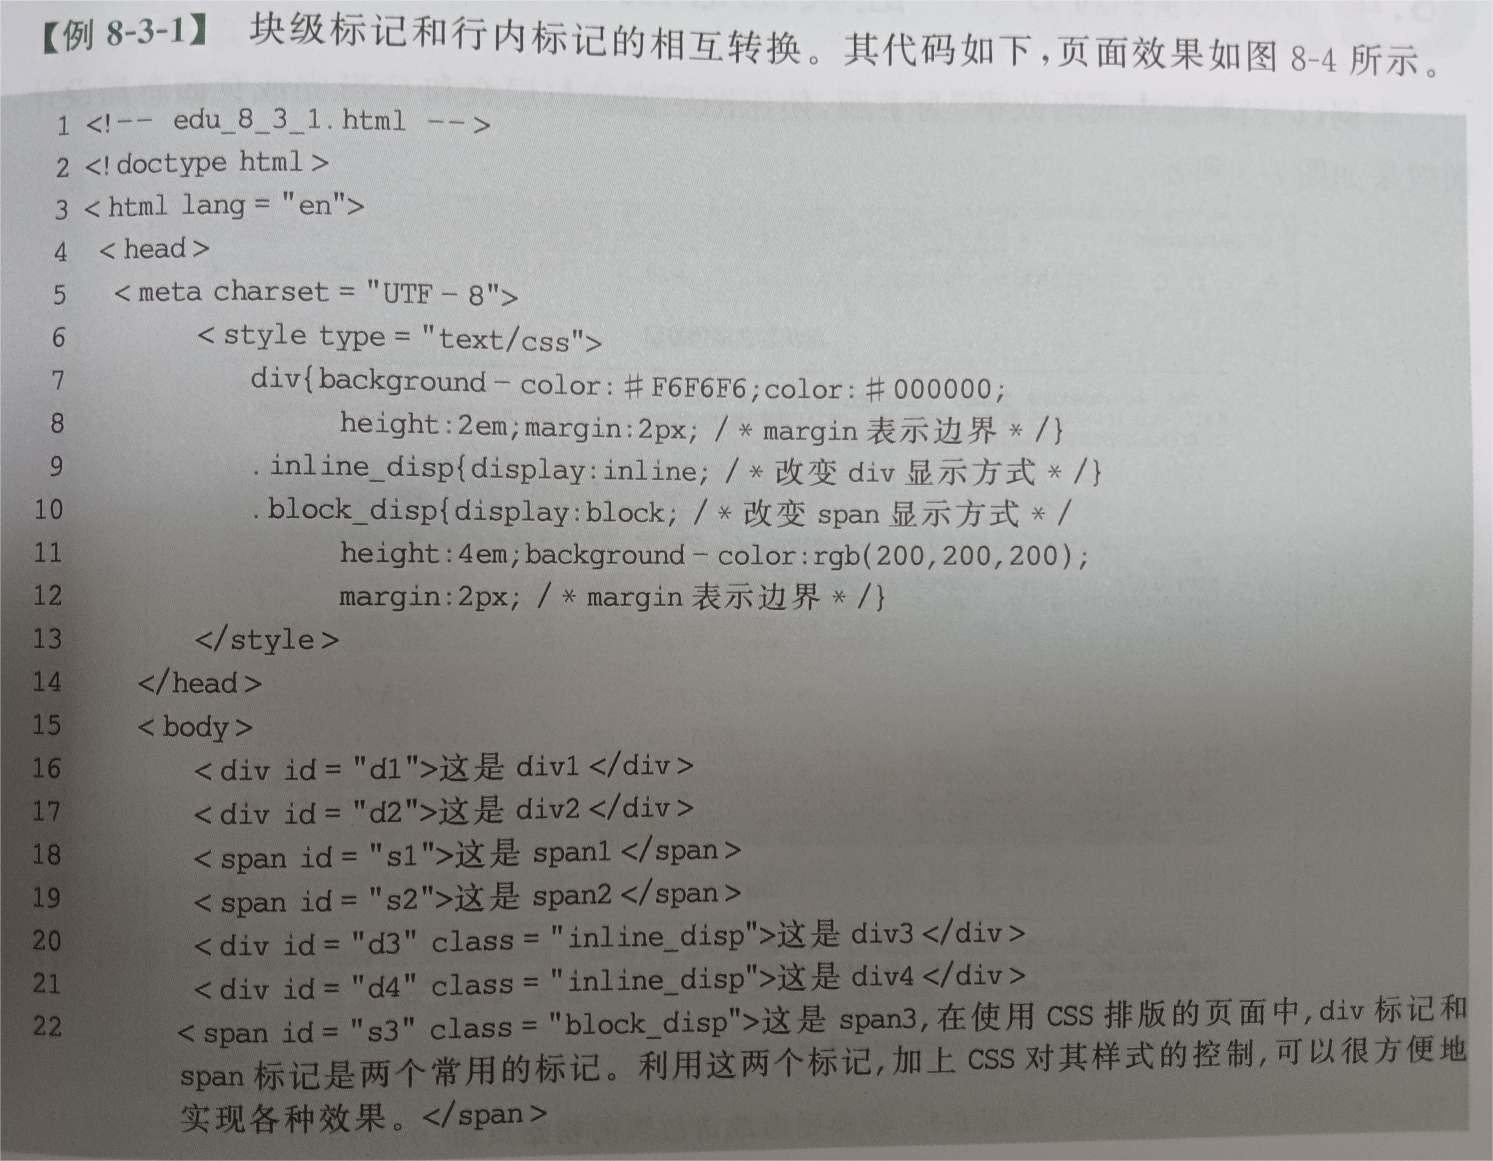 【例 8-3-1】 块级标记和行内标记的相互转换。其代码如下,页面效果如图 8-4 所示。
1 <!-- edu_8_3_1.html -->
2 <!doctype html>
3 <html lang = "en">
4 <head>
5 <meta charset = "UTF-8">
6 <style type = "text/css">
7 div{background-color:#F6F6F6;color:#000000;
8 height:2em;margin:2px; /* margin 表示边界 */}
9 .inline_disp{display:inline; /* 改变 div 显示方式 */}
10 .block_disp{display:block; /* 改变 span 显示方式 */
11 height:4em;background-color:rgb(200,200,200);
12 margin:2px; /* margin 表示边界 */}
13 </style>
14 </head>
15 <body>
16 <div id = "d1">这是 div1</div>
17 <div id = "d2">这是 div2</div>
18 <span id = "s1">这是 span1</span>
19 <span id = "s2">这是 span2</span>
20 <div id = "d3" class = "inline_disp">这是 div3</div>
21 <div id = "d4" class = "inline_disp">这是 div4</div>
22 <span id = "s3" class = "block_disp">这是 span3,在使用 CSS 排版的页面中,div 标记和
span 标记是两个常用的标记。利用这两个标记,加上 CSS 对其样式的控制,可以很方便地
实现各种效果。</span>